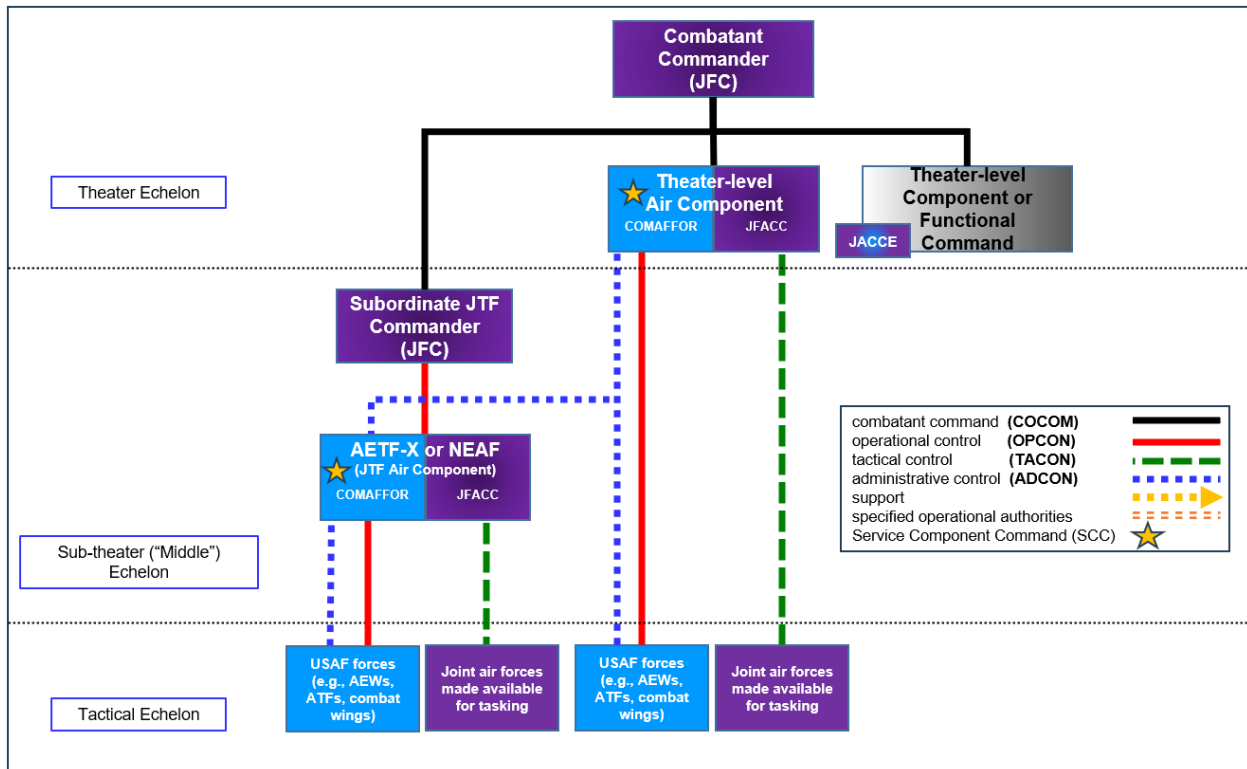 Combatant
Commander
(JFC)
Theater Echelon
Theater-level
Air Component
COMAFFOR
JFACC
Theater-level
Component or
Functional
Command
JACCE
Subordinate JTF
Commander
(JFC)
AETF-X or NEAF
(JTF Air Component)
COMAFFOR
JFACC
combatant command (COCOM)
operational control (OPCON)
tactical control (TACON)
administrative control (ADCON)
support
specified operational authorities
Service Component Command (SCC)
Sub-theater (“Middle”)
Echelon
Tactical Echelon
USAF forces
(e.g., AEWs,
ATFs, combat
wings)
Joint air forces
made available
for tasking
USAF forces
(e.g., AEWs,
ATFs, combat
wings)
Joint air forces
made available
for tasking